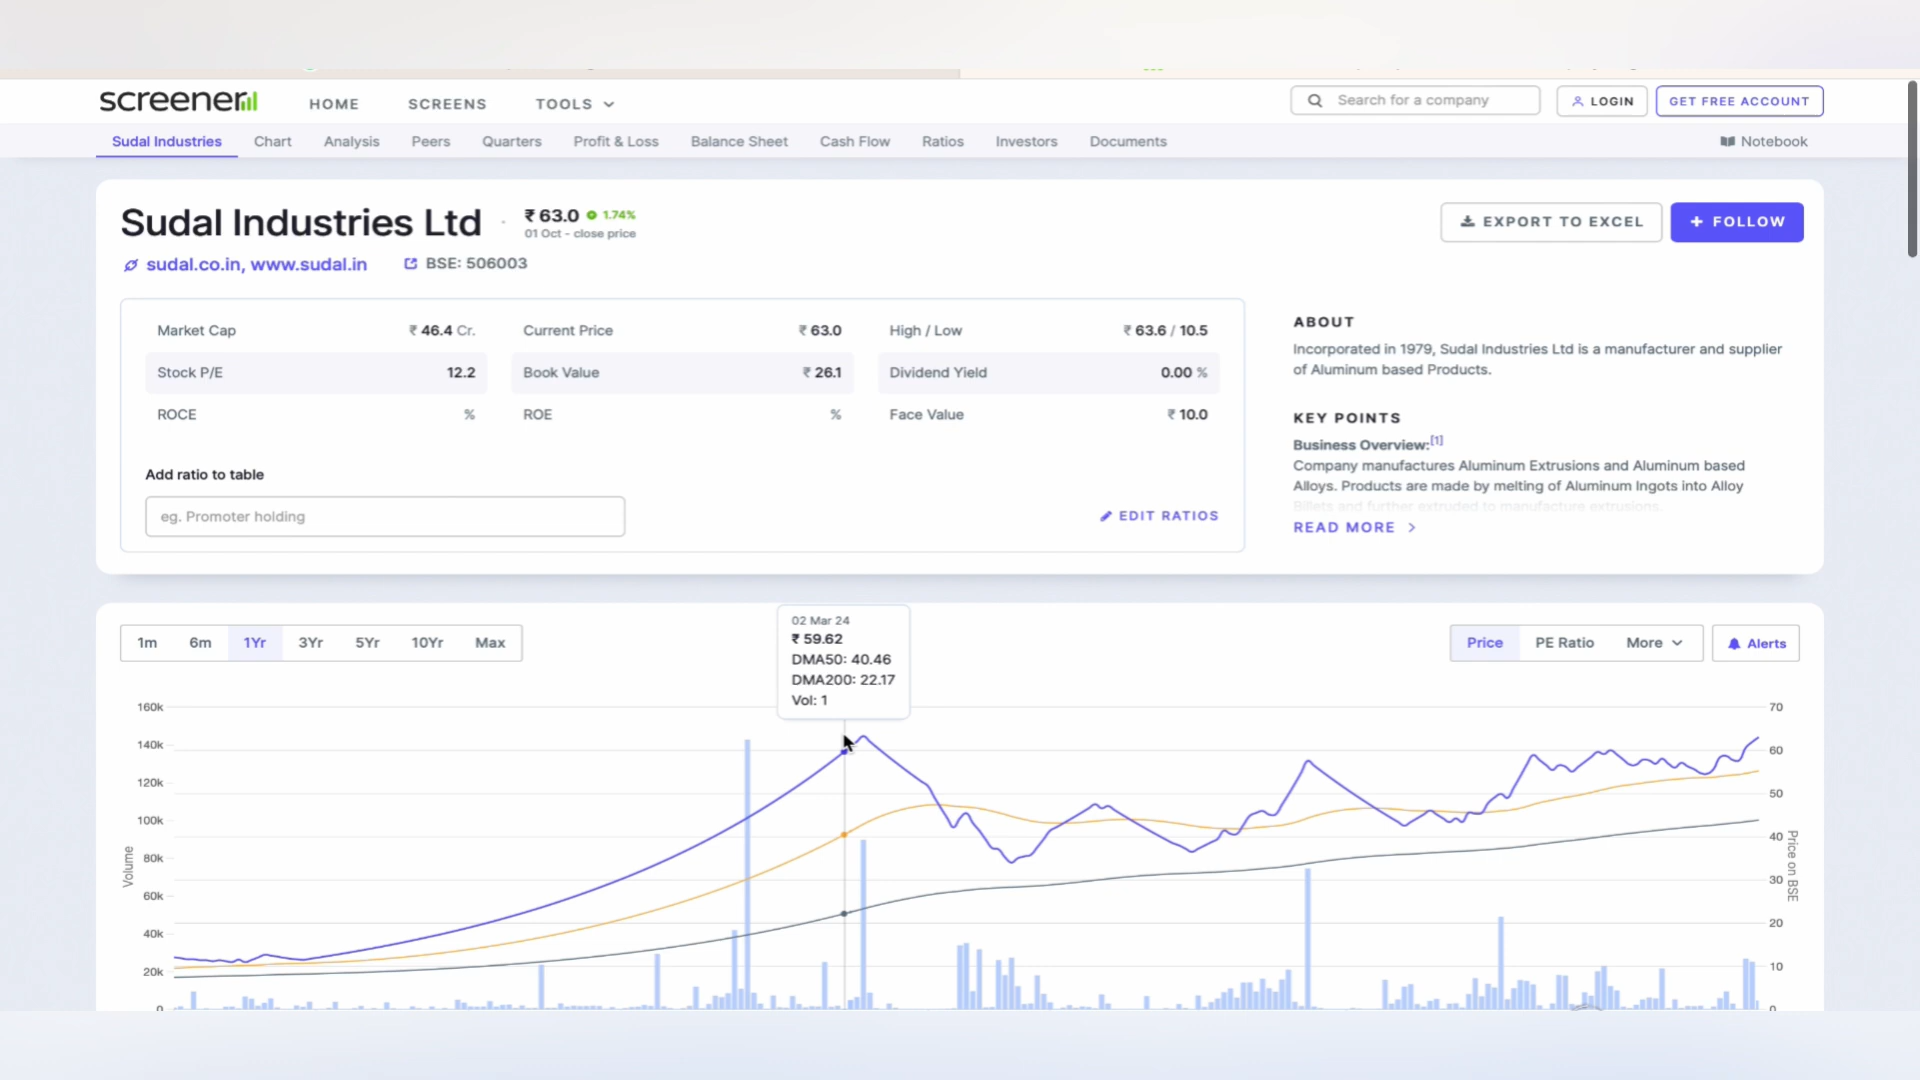 screener
HOME
SCREENS
TOOLS
Search for a company
LOGIN
GET FREE ACCOUNT
Sudal Industries
Chart
Analysis
Peers
Quarters
Profit & Loss
Balance Sheet
Cash Flow
Ratios
Investors
Documents
Notebook
Sudal Industries Ltd
₹ 63.0 1.74%
01 Oct - close price
EXPORT TO EXCEL
+ FOLLOW
sudal.co.in, www.sudal.in
BSE: 506003
Market Cap ₹ 46.4 Cr.
Current Price ₹ 63.0
High / Low ₹ 63.6 / 10.5
Stock P/E 12.2
Book Value ₹ 26.1
Dividend Yield 0.00 %
ROCE %
ROE %
Face Value ₹ 10.0
Add ratio to table
eg. Promoter holding
EDIT RATIOS
ABOUT
Incorporated in 1979, Sudal Industries Ltd is a manufacturer and supplier
of Aluminum based Products.
KEY POINTS
Business Overview:[1]
Company manufactures Aluminum Extrusions and Aluminum based
Alloys. Products are made by melting of Aluminum Ingots into Alloy
Billets and further extruded to manufacture extrusions.
READ MORE
1m
6m
1Yr
3Yr
5Yr
10Yr
Max
02 Mar 24
₹ 59.62
DMA50: 40.46
DMA200: 22.17
Vol: 1
Price
PE Ratio
More
Alerts
160k
140k
120k
100k
80k
60k
40k
20k
0
Volume
70
60
50
40
30
20
10
0
Price on BSE